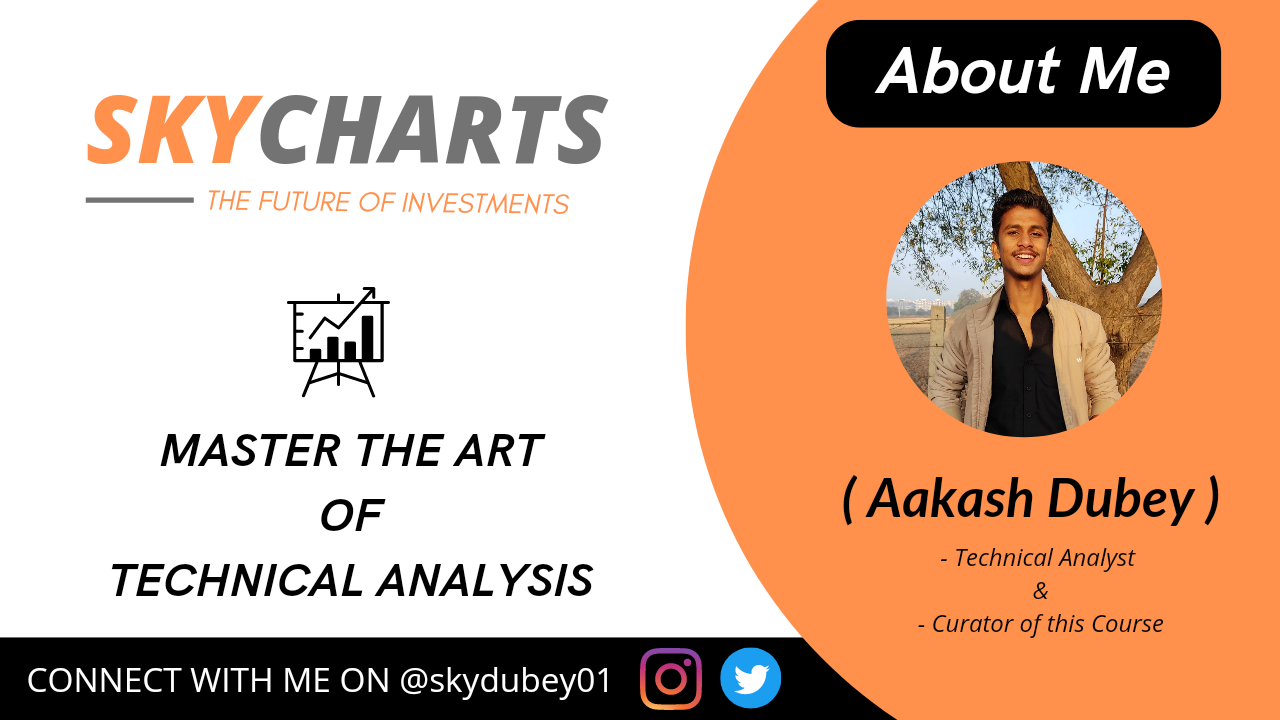 SKYCHARTS
THE FUTURE OF INVESTMENTS
MASTER THE ART
OF
TECHNICAL ANALYSIS
CONNECT WITH ME ON @skydubey01
About Me
( Aakash Dubey )
- Technical Analyst
&
- Curator of this Course